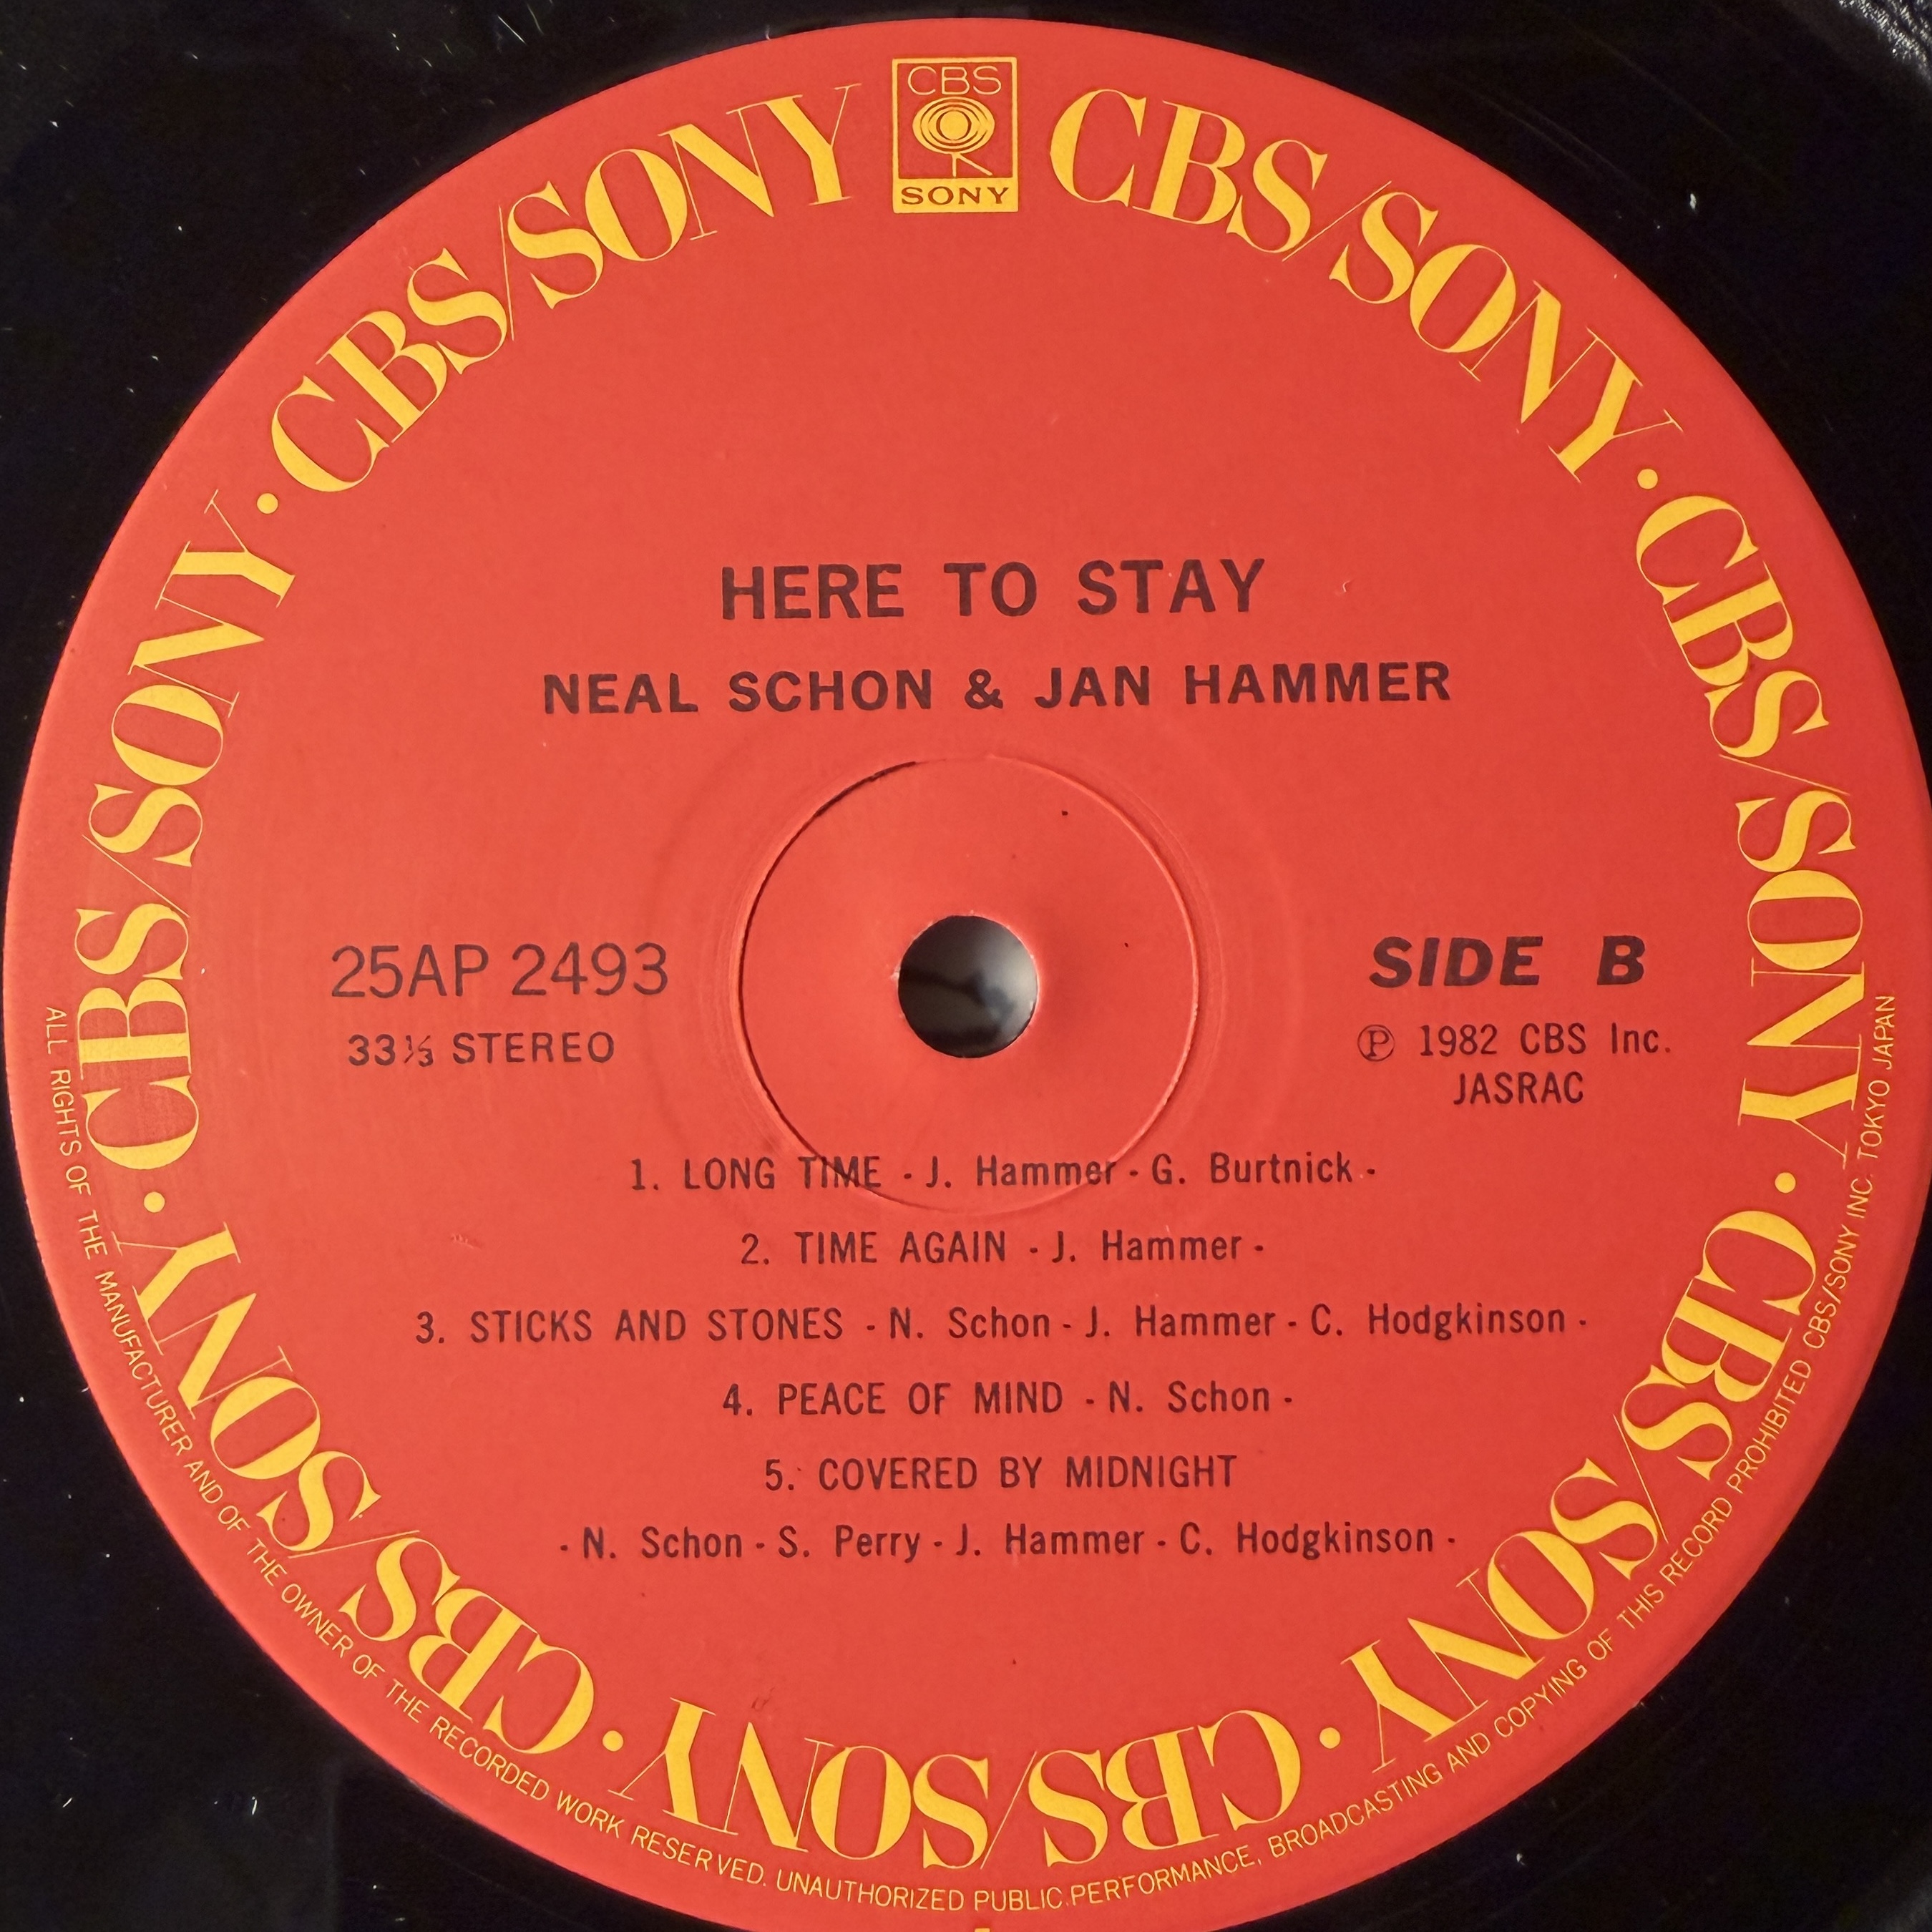 CBS
SONY
CBS/SONY · CBS/SONY · CBS/SONY · CBS/SONY · CBS/SONY · CBS/SONY · CBS/SONY
HERE TO STAY
NEAL SCHON & JAN HAMMER
25AP 2493
33⅓ STEREO
SIDE B
Ⓟ 1982 CBS Inc.
JASRAC
1. LONG TIME - J. Hammer - G. Burtnick -
2. TIME AGAIN - J. Hammer -
3. STICKS AND STONES - N. Schon - J. Hammer - C. Hodgkinson -
4. PEACE OF MIND - N. Schon -
5. COVERED BY MIDNIGHT
- N. Schon - S. Perry - J. Hammer - C. Hodgkinson -
ALL RIGHTS OF THE MANUFACTURER AND OF THE OWNER OF THE RECORDED WORK RESERVED. UNAUTHORIZED PUBLIC PERFORMANCE, BROADCASTING AND COPYING OF THIS RECORD PROHIBITED CBS/SONY INC. TOKYO JAPAN